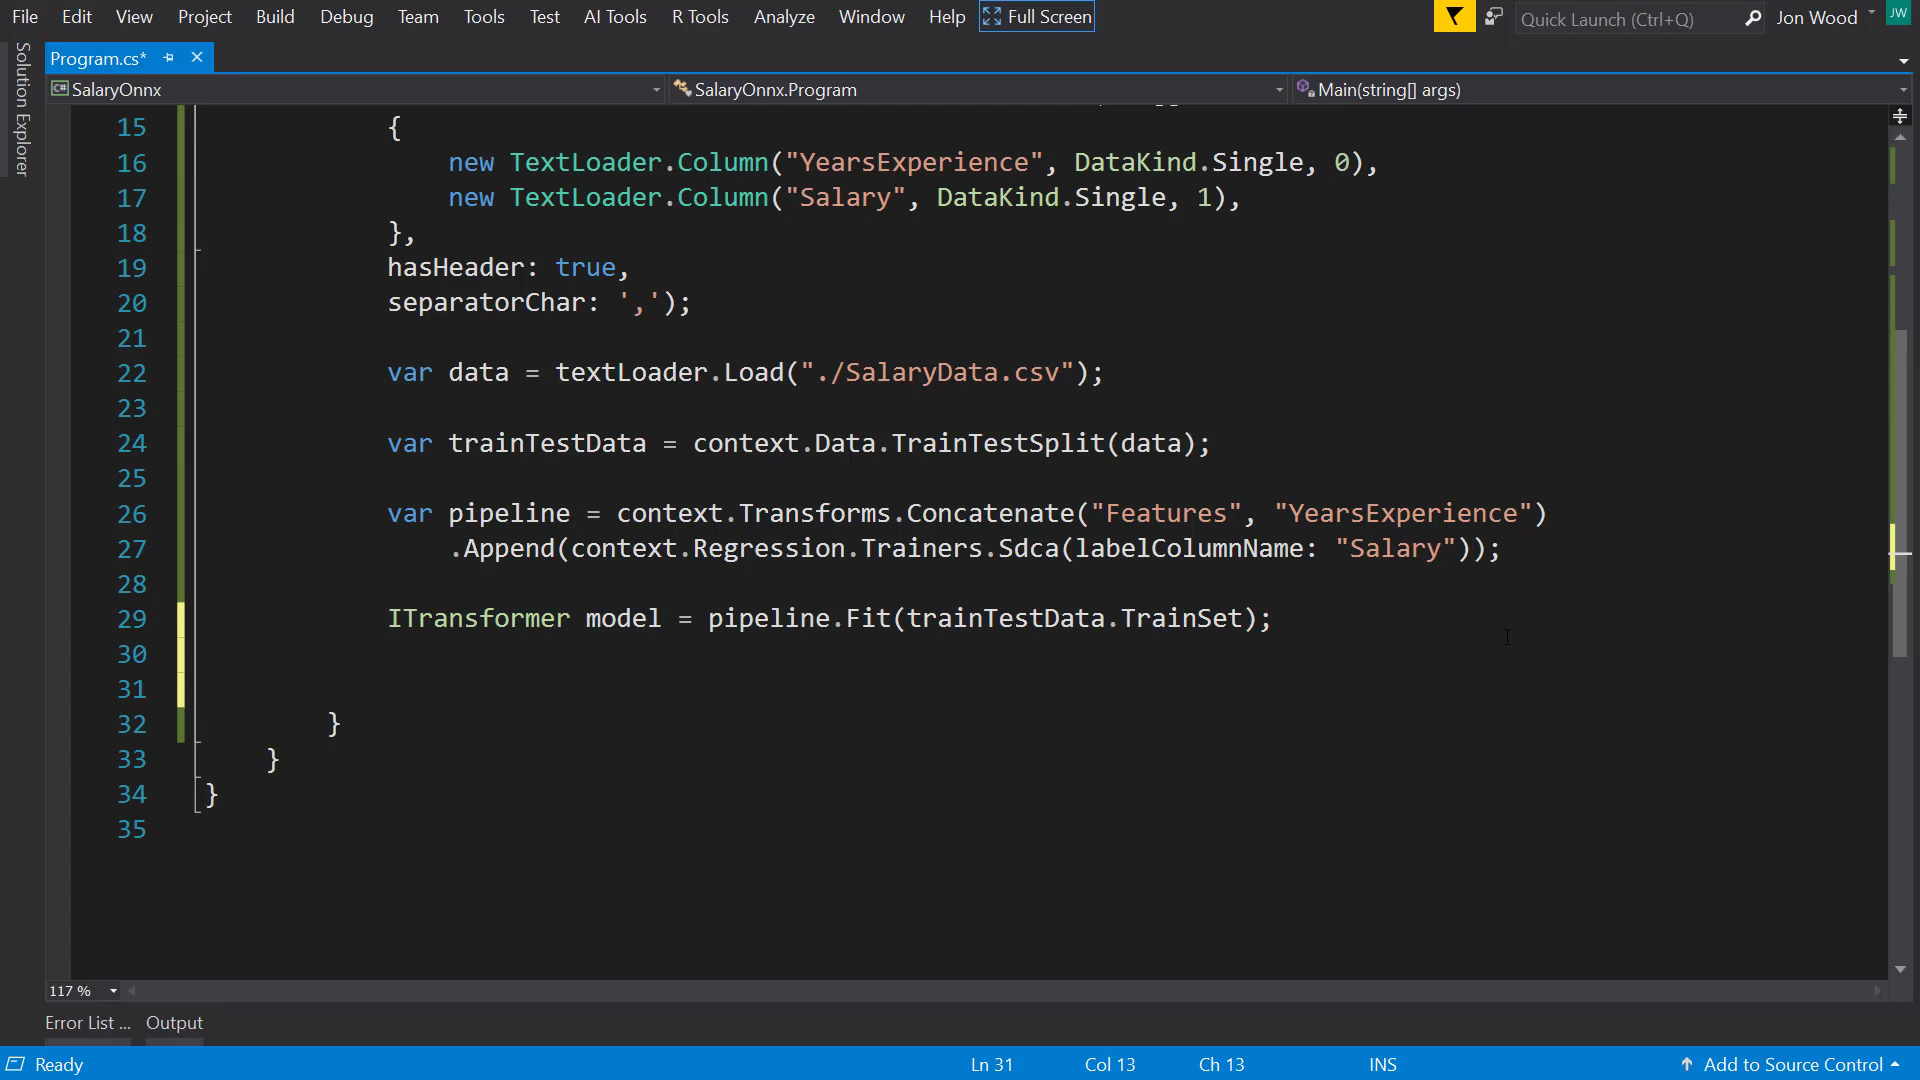 File Edit View Project Build Debug Team Tools Test AI Tools R Tools Analyze Window Help Full Screen Quick Launch (Ctrl+Q) Jon Wood JW
Solution Explorer
Program.cs*
C# SalaryOnnx SalaryOnnx.Program Main(string[] args)
15 {
16 new TextLoader.Column("YearsExperience", DataKind.Single, 0),
17 new TextLoader.Column("Salary", DataKind.Single, 1),
18 },
19 hasHeader: true,
20 separatorChar: ',');
21
22 var data = textLoader.Load("./SalaryData.csv");
23
24 var trainTestData = context.Data.TrainTestSplit(data);
25
26 var pipeline = context.Transforms.Concatenate("Features", "YearsExperience")
27 .Append(context.Regression.Trainers.Sdca(labelColumnName: "Salary"));
28
29 ITransformer model = pipeline.Fit(trainTestData.TrainSet);
30
31
32 }
33 }
34 }
35
117 %
Error List ... Output
Ready Ln 31 Col 13 Ch 13 INS Add to Source Control